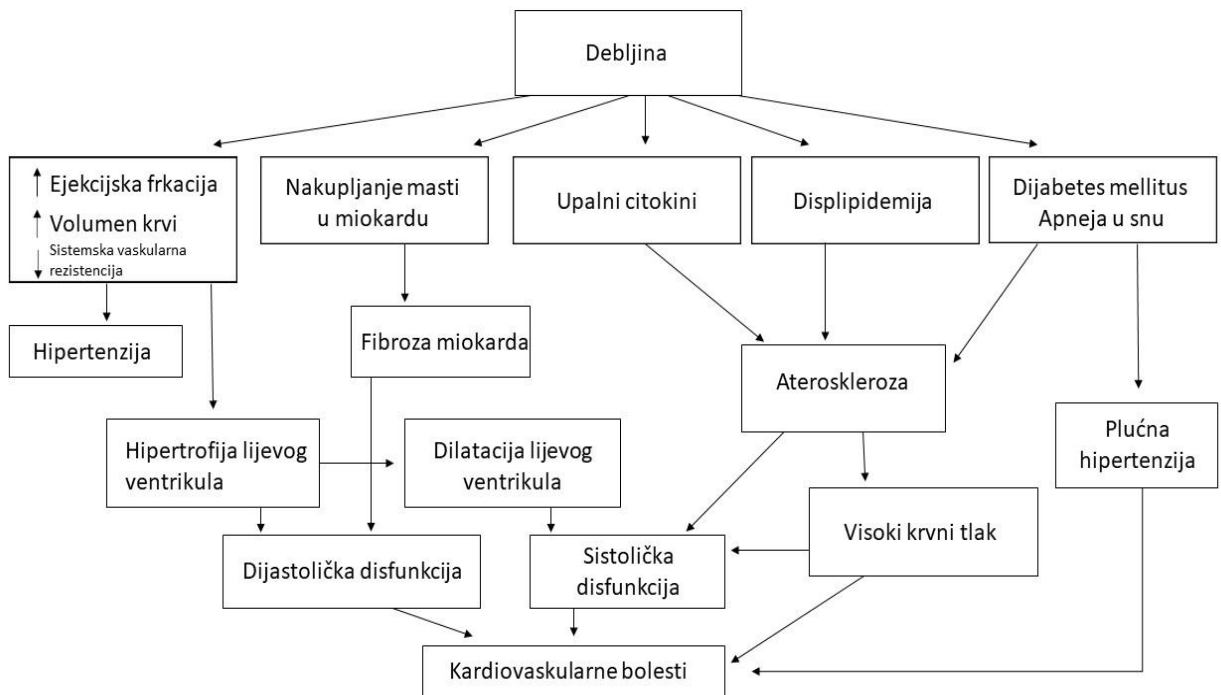 Debljina
Ejekcijska frkacija
Volumen krvi
Sistemska vaskularna
rezistencija
Nakupljanje masti
u miokardu
Upalni citokini
Displipidemija
Dijabetes mellitus
Apneja u snu
Hipertenzija
Fibroza miokarda
Ateroskleroza
Hipertrofija lijevog
ventrikula
Dilatacija lijevog
ventrikula
Plućna
hipertenzija
Visoki krvni tlak
Dijastolička disfunkcija
Sistolička
disfunkcija
Kardiovaskularne bolesti